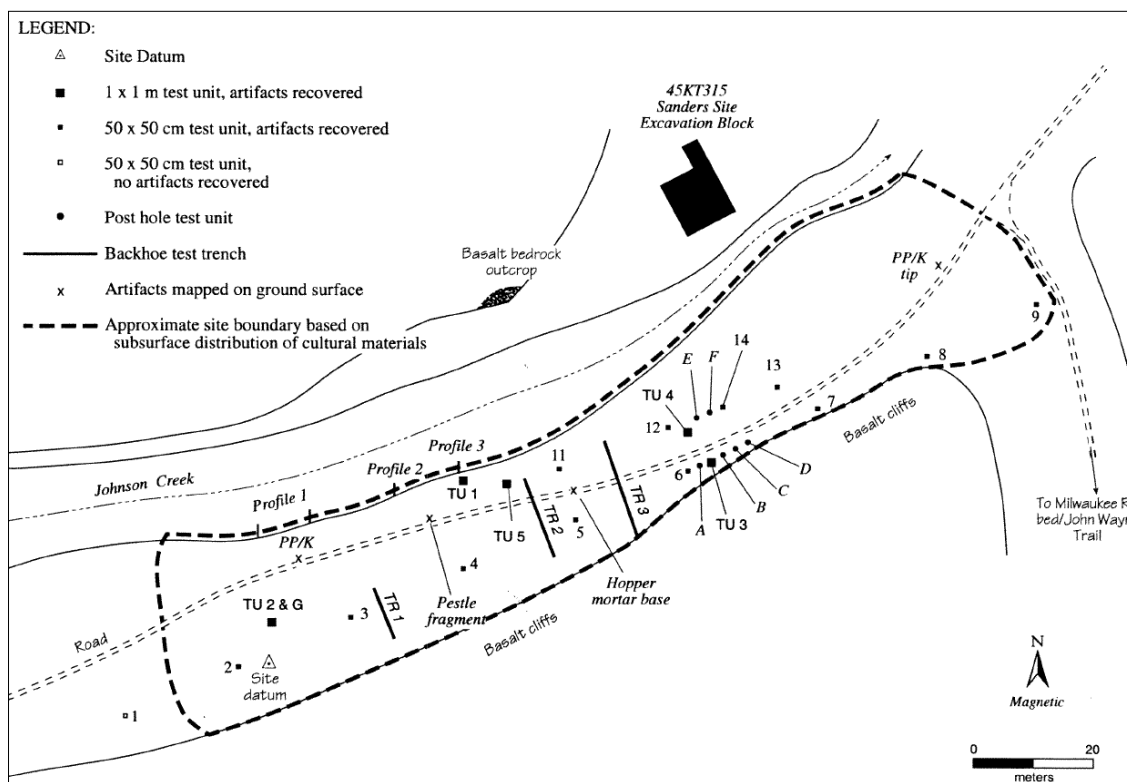 LEGEND:
Site Datum
1 x 1 m test unit, artifacts recovered
50 x 50 cm test unit, artifacts recovered
50 x 50 cm test unit,
no artifacts recovered
Post hole test unit
Backhoe test trench
x Artifacts mapped on ground surface
Approximate site boundary based on
subsurface distribution of cultural materials
45KT315
Sanders Site
Excavation Block
Basalt bedrock
outcrop
PP/K
tip
x
9
8
E
F
14
13
TU 4
12
7
Basalt cliffs
Profile 3
Profile 2
Profile 1
Johnson Creek
11
6
TU 1
TR 3
A
B
C
D
TU 3
x
TR 2
TU 5
5
x
PP/K
x
4
Pestle
fragment
Hopper
mortar base
To Milwaukee R
bed/John Wayn
Trail
TU 2 & G
3
TR 1
Road
2
Site
datum
Basalt cliffs
1
N
Magnetic
0
20
meters